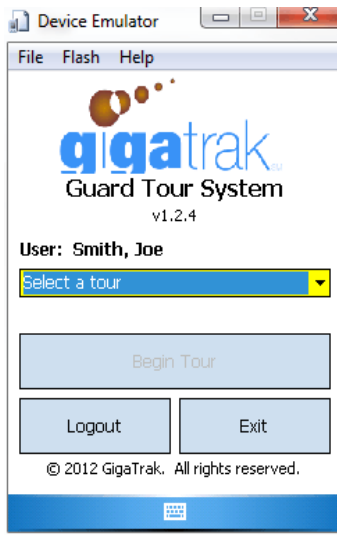 Device Emulator
File Flash Help
gigatrak
Guard Tour System
v1.2.4
User: Smith, Joe
Select a tour
Begin Tour
Logout Exit
© 2012 GigaTrak. All rights reserved.